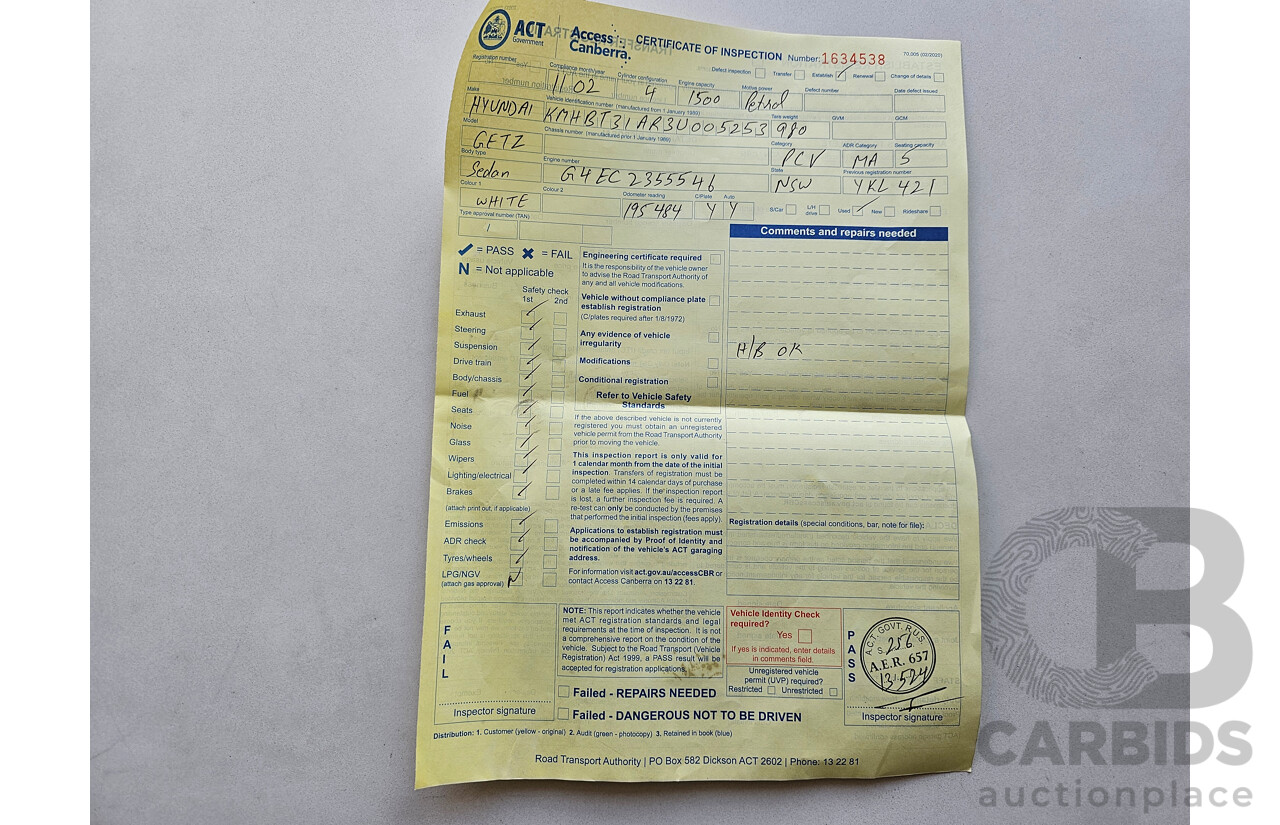 ACT Government
Access Canberra.
CERTIFICATE OF INSPECTION Number: 1634538
70.005 (02/2020)
Defect inspection Transfer Establish Renewal Change of details
Registration number Compliance month/year Cylinder configuration Engine capacity Motive power Defect number Date defect issued
11.02 4 1500 Petrol
Make Vehicle identification number (manufactured from 1 January 1989) Tare weight GVM GCM
HYUNDAI KMHBT31AR3U005253 980
Model Chassis number (manufactured prior 1 January 1989) Category ADR Category Seating capacity
GETZ PCV MA 5
Body type Engine number State Previous registration number
Sedan G4EC2355546 NSW YKL 421
Colour 1 Colour 2 Odometer reading C/Plate Auto
WHITE 195484 Y Y
S/Car L/H drive Used New Rideshare
Type approval number (TAN)
/
Comments and repairs needed
H/B OK
= PASS = FAIL
N = Not applicable
Safety check
1st 2nd
Exhaust
Steering
Suspension
Drive train
Body/chassis
Fuel
Seats
Noise
Glass
Wipers
Lighting/electrical
Brakes
(attach print out, if applicable)
Emissions
ADR check
Tyres/wheels
LPG/NGV N
(attach gas approval)
Engineering certificate required
It is the responsibility of the vehicle owner
to advise the Road Transport Authority of
any and all vehicle modifications.
Vehicle without compliance plate
establish registration
(C/plates required after 1/8/1972)
Any evidence of vehicle
irregularity
Modifications
Conditional registration
Refer to Vehicle Safety
Standards
If the above described vehicle is not currently
registered you must obtain an unregistered
vehicle permit from the Road Transport Authority
prior to moving the vehicle.
This inspection report is only valid for
1 calendar month from the date of the initial
inspection. Transfers of registration must be
completed within 14 calendar days of purchase
or a late fee applies. If the inspection report
is lost, a further inspection fee is required. A
re-test can only be conducted by the premises
that performed the initial inspection (fees apply).
Applications to establish registration must
be accompanied by Proof of Identity and
notification of the vehicle's ACT garaging
address.
For information visit act.gov.au/accessCBR or
contact Access Canberra on 13 22 81.
Registration details (special conditions, bar, note for file):
FAIL
Inspector signature
NOTE: This report indicates whether the vehicle
met ACT registration standards and legal
requirements at the time of inspection. It is not
a comprehensive report on the condition of the
vehicle. Subject to the Road Transport (Vehicle
Registration) Act 1999, a PASS result will be
accepted for registration applications.
Failed - REPAIRS NEEDED
Failed - DANGEROUS NOT TO BE DRIVEN
Vehicle Identity Check
required?
Yes
If yes is indicated, enter details
in comments field.
Unregistered vehicle
permit (UVP) required?
Restricted Unrestricted
PASS
A.C.T. GOVT. R.U.S.
S. 256
A.E.R. 657
13.5.24
Inspector signature
Distribution: 1. Customer (yellow - original) 2. Audit (green - photocopy) 3. Retained in book (blue)
Road Transport Authority | PO Box 582 Dickson ACT 2602 | Phone: 13 22 81
CB
CARBIDS
auctionplace